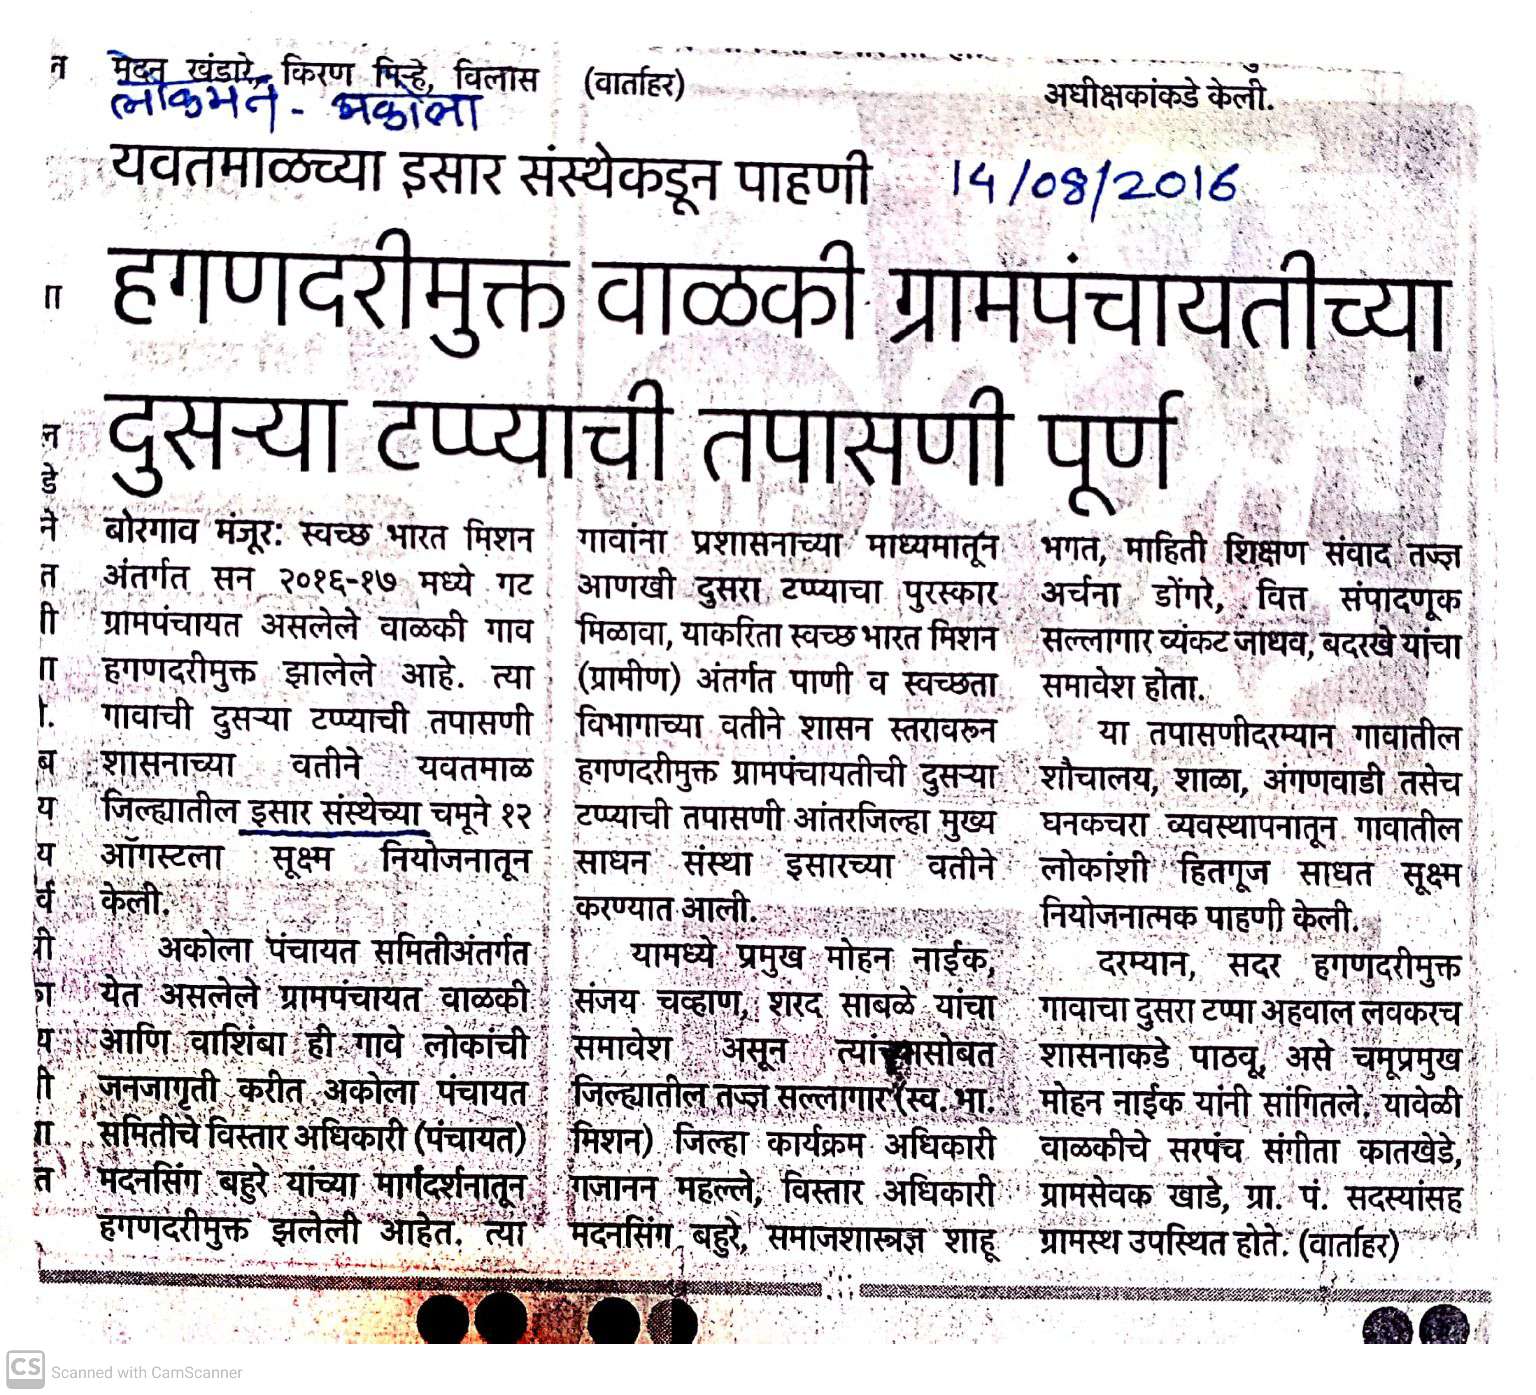 त
मदन खंडारे, किरण पिन्हे, विलास
(वार्ताहर)
अधीक्षकांकडे केली.
लोकमत - अकोला
यवतमाळच्या इसार संस्थेकडून पाहणी
14/08/2016
हगणदरीमुक्त वाळकी ग्रामपंचायतीच्या
दुसऱ्या टप्प्याची तपासणी पूर्ण
बोरगाव मंजूर: स्वच्छ भारत मिशन
अंतर्गत सन २०१६-१७ मध्ये गट
ग्रामपंचायत असलेले वाळकी गाव
हगणदरीमुक्त झालेले आहे. त्या
गावाची दुसऱ्या टप्प्याची तपासणी
शासनाच्या वतीने यवतमाळ
जिल्ह्यातील इसार संस्थेच्या चमूने १२
ऑगस्टला सूक्ष्म नियोजनातून
केली.
अकोला पंचायत समितीअंतर्गत
येत असलेले ग्रामपंचायत वाळकी
आणि वाशिंबा ही गावे लोकांची
जनजागृती करीत अकोला पंचायत
समितीचे विस्तार अधिकारी (पंचायत)
मदनसिंग बहुरे यांच्या मार्गदर्शनातून
हगणदरीमुक्त झलेली आहेत. त्या
गावांना प्रशासनाच्या माध्यमातून
आणखी दुसरा टप्प्याचा पुरस्कार
मिळावा, याकरिता स्वच्छ भारत मिशन
(ग्रामीण) अंतर्गत पाणी व स्वच्छता
विभागाच्या वतीने शासन स्तरावरुन
हगणदरीमुक्त ग्रामपंचायतीची दुसऱ्या
टप्प्याची तपासणी आंतरजिल्हा मुख्य
साधन संस्था इसारच्या वतीने
करण्यात आली.
यामध्ये प्रमुख मोहन नाईक,
संजय चव्हाण, शरद साबळे यांचा
समावेश असून त्यांच्यासोबत
जिल्ह्यातील तज्ज्ञ सल्लागार (स्व. भा.
मिशन) जिल्हा कार्यक्रम अधिकारी
गजानन महल्ले, विस्तार अधिकारी
मदनसिंग बहुरे, समाजशास्त्रज्ञ शाहू
भगत, माहिती शिक्षण संवाद तज्ज्ञ
अर्चना डोंगरे, वित्त संपादणूक
सल्लागार व्यंकट जाधव, बदरखे यांचा
समावेश होता.
या तपासणीदरम्यान गावातील
शौचालय, शाळा, अंगणवाडी तसेच
घनकचरा व्यवस्थापनातून गावातील
लोकांशी हितगूज साधत सूक्ष्म
नियोजनात्मक पाहणी केली.
दरम्यान, सदर हगणदरीमुक्त
गावाचा दुसरा टप्पा अहवाल लवकरच
शासनाकडे पाठवू, असे चमूप्रमुख
मोहन नाईक यांनी सांगितले. यावेळी
वाळकीचे सरपंच संगीता कातखेडे,
ग्रामसेवक खाडे, ग्रा. पं. सदस्यांसह
ग्रामस्थ उपस्थित होते. (वार्ताहर)
CS Scanned with CamScanner